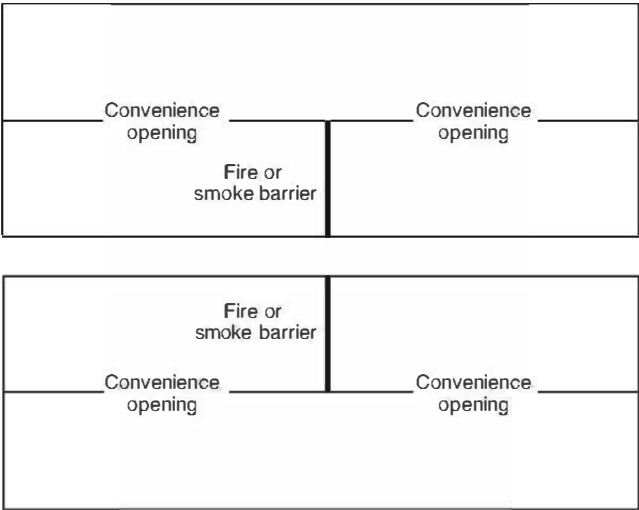 Convenience
opening
Convenience
opening
Fire or
smoke barrier
Fire or
smoke barrier
Convenience
opening
Convenience
opening